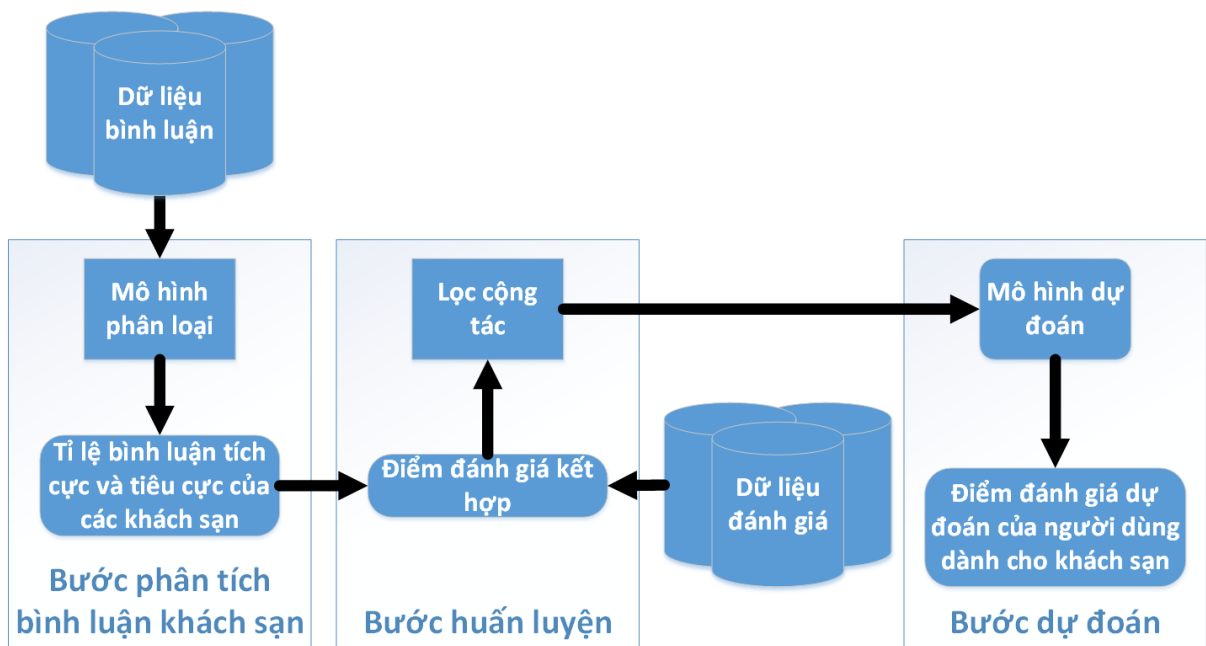 Dữ liệu
bình luận
Mô hình
phân loại
Tỉ lệ bình luận tích
cực và tiêu cực của
các khách sạn
Bước phân tích
bình luận khách sạn
Lọc cộng
tác
Điểm đánh giá kết
hợp
Bước huấn luyện
Dữ liệu
đánh giá
Mô hình dự
đoán
Điểm đánh giá dự
đoán của người dùng
dành cho khách sạn
Bước dự đoán